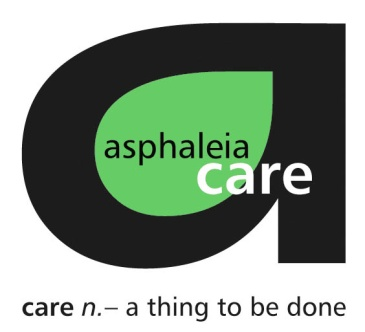 asphaleia
care
care n.– a thing to be done